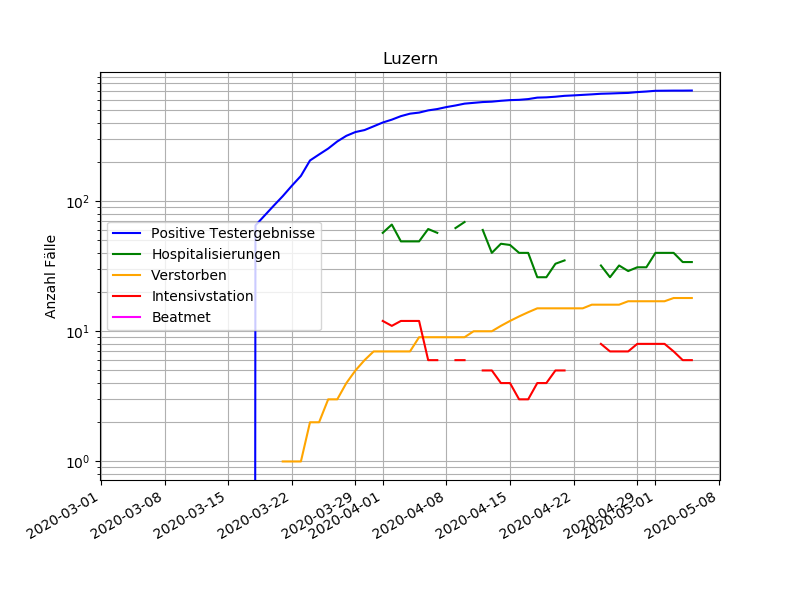 Luzern
Anzahl Fälle
10²
10¹
10⁰
Positive Testergebnisse
Hospitalisierungen
Verstorben
Intensivstation
Beatmet
2020-03-01
2020-03-08
2020-03-15
2020-03-22
2020-03-29
2020-04-01
2020-04-08
2020-04-15
2020-04-22
2020-04-29
2020-05-01
2020-05-08